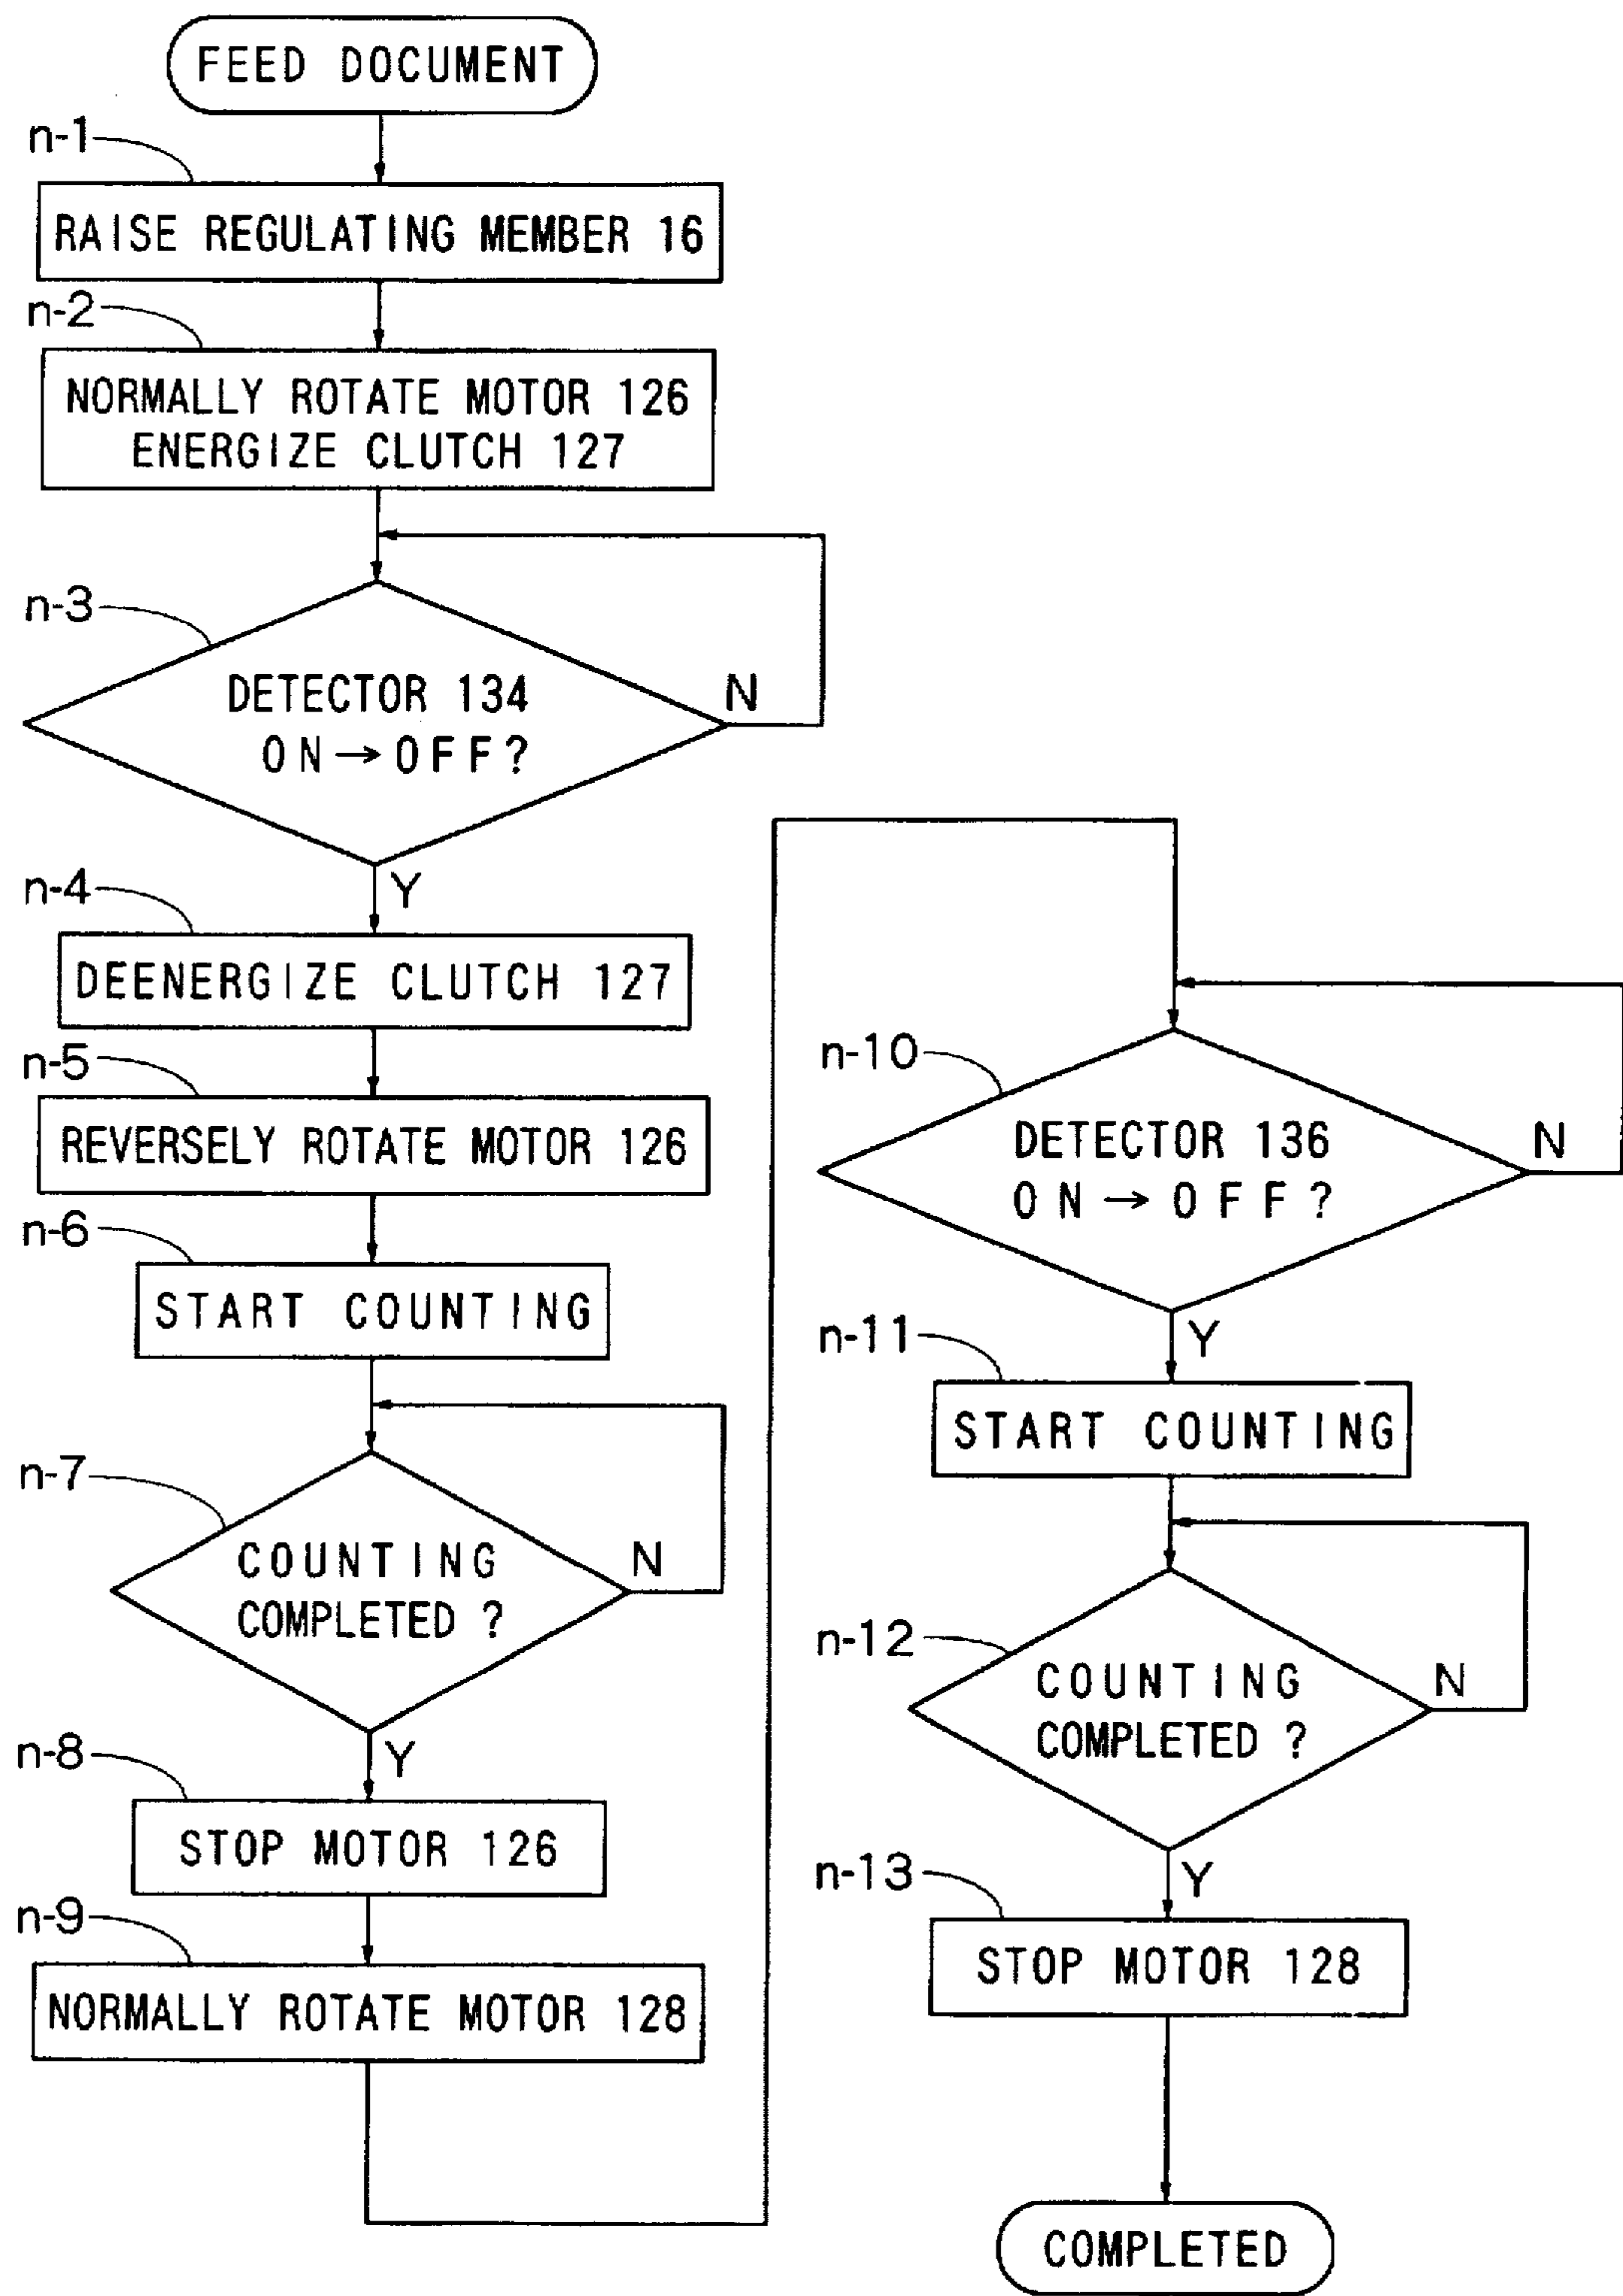 FEED DOCUMENT
n-1
RAISE REGULATING MEMBER 16
n-2
NORMALLY ROTATE MOTOR 126
ENERGIZE CLUTCH 127
n-3
DETECTOR 134
ON→OFF?
N
Y
n-4
DEENERGIZE CLUTCH 127
n-5
REVERSELY ROTATE MOTOR 126
n-6
START COUNTING
n-7
COUNTING
COMPLETED ?
N
Y
n-8
STOP MOTOR 126
n-9
NORMALLY ROTATE MOTOR 128
n-10
DETECTOR 136
ON→OFF?
N
Y
n-11
START COUNTING
n-12
COUNTING
COMPLETED ?
N
Y
n-13
STOP MOTOR 128
COMPLETED